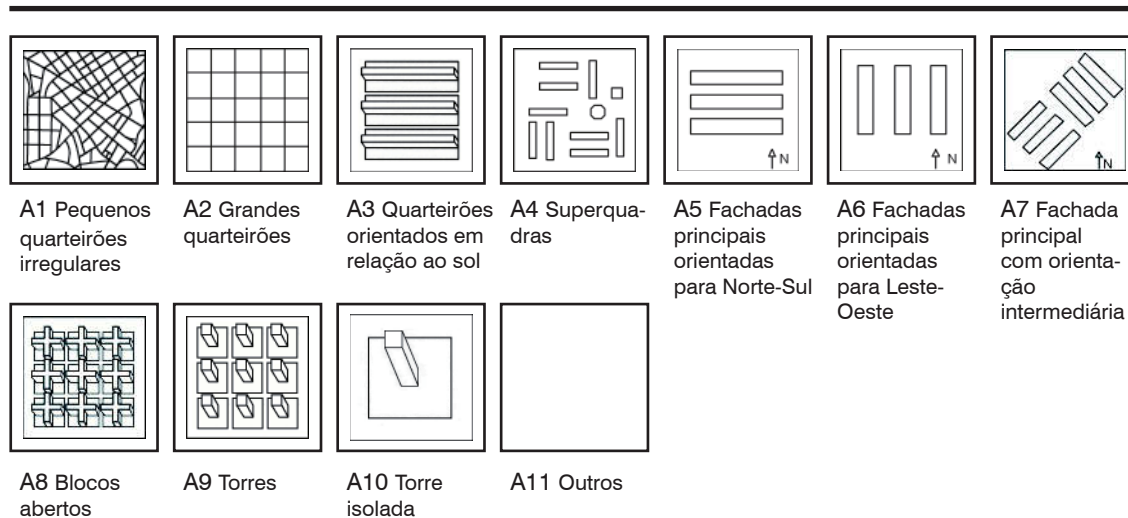 N
N
N
A1 Pequenos
quarteirões
irregulares
A2 Grandes
quarteirões
A3 Quarteirões
orientados em
relação ao sol
A4 Superqua-
dras
A5 Fachadas
principais
orientadas
para Norte-Sul
A6 Fachadas
principais
orientadas
para Leste-
Oeste
A7 Fachada
principal
com orienta-
ção
intermediária
A8 Blocos
abertos
A9 Torres
A10 Torre
isolada
A11 Outros